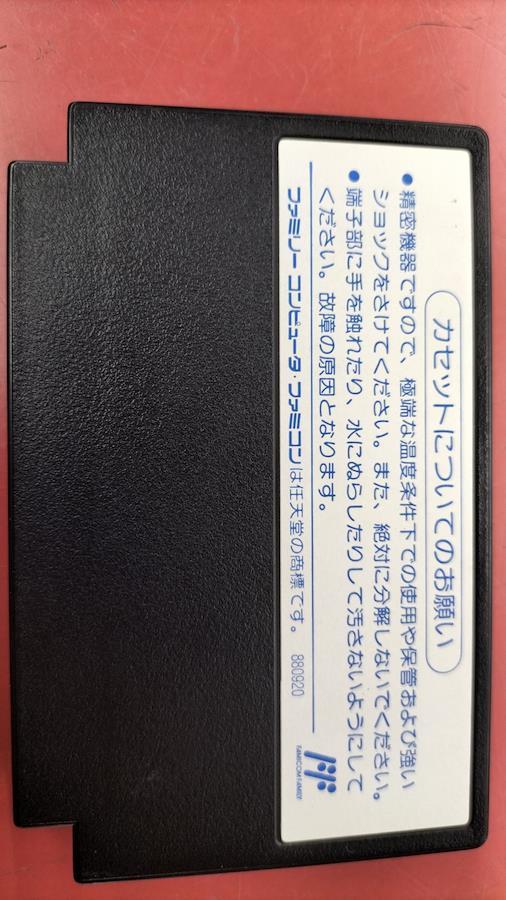 カセットについてのお願い
●精密機器ですので、極端な温度条件下での使用や保管および強い
ショックをさけてください。また、絶対に分解しないでください。
●端子部に手を触れたり、水にぬらしたりして汚さないようにして
ください。故障の原因となります。
ファミリーコンピュータ・ファミコンは任天堂の商標です。 880920
FAMICOM FAMILY